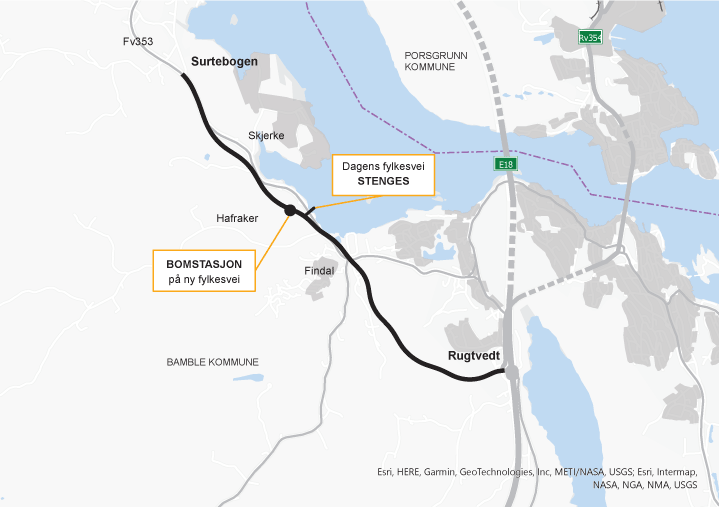 Rv354
Fv353
PORSGRUNN
KOMMUNE
Surtebogen
Skjerke
Dagens fylkesvei
STENGES
E18
Hafraker
BOMSTASJON
på ny fylkesvei
Findal
Rugtvedt
BAMBLE KOMMUNE
Esri, HERE, Garmin, GeoTechnologies, Inc, METI/NASA, USGS; Esri, Intermap,
NASA, NGA, NMA, USGS